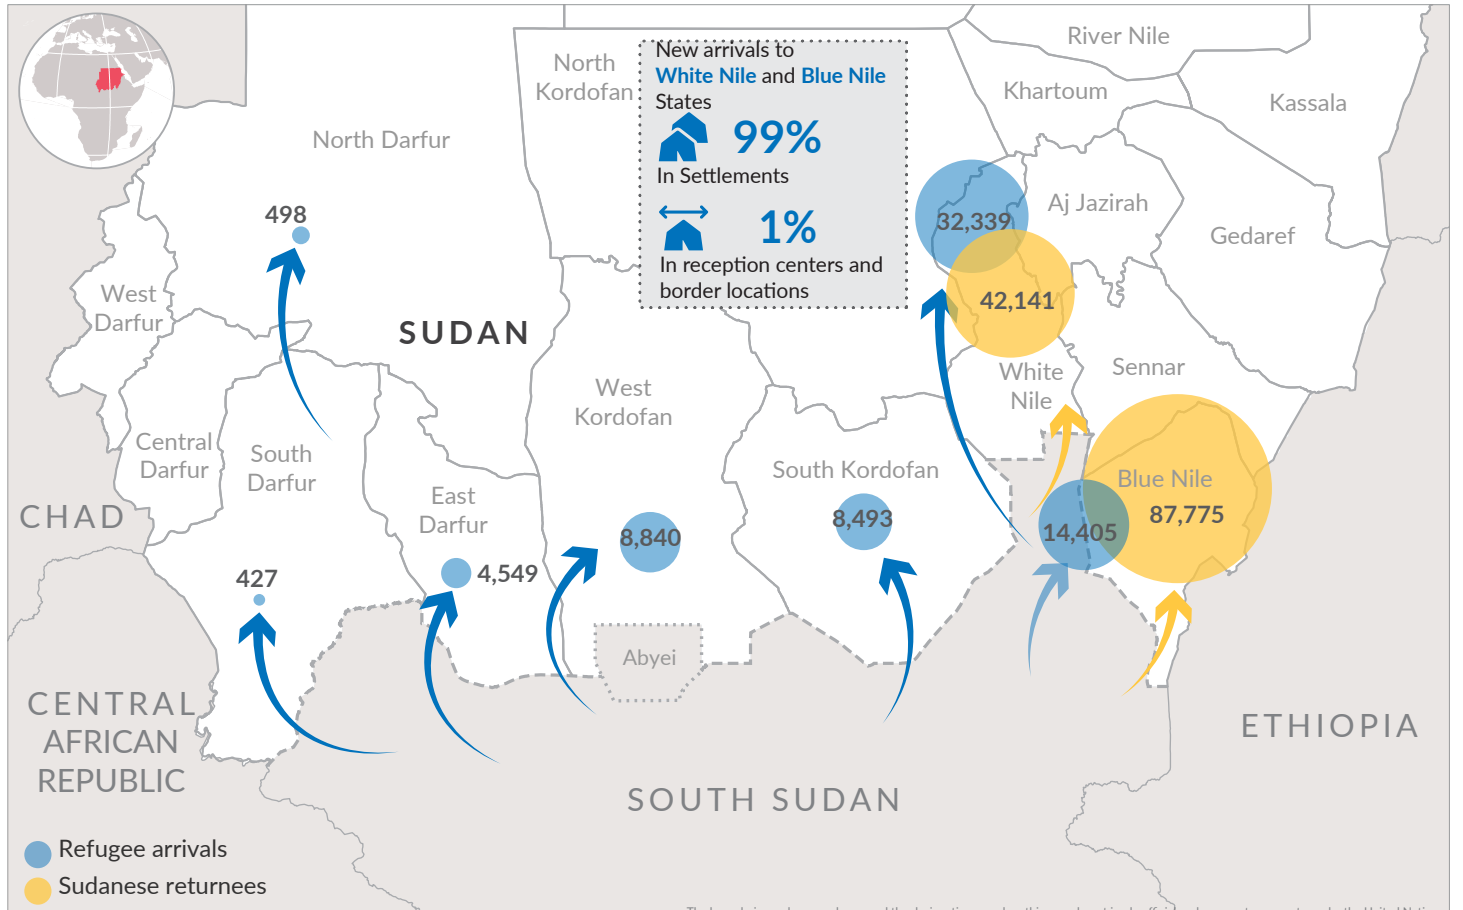 River Nile
North
Kordofan
New arrivals to
White Nile and Blue Nile
States
99%
In Settlements
1%
In reception centers and
border locations
Khartoum
Kassala
North Darfur
Aj Jazirah
Gedaref
498
32,339
42,141
West
Darfur
SUDAN
White
Nile
Sennar
West
Kordofan
Central
Darfur
South
Darfur
South Kordofan
Blue Nile
87,775
14,405
East
Darfur
8,840
8,493
CHAD
427
4,549
Abyei
CENTRAL
AFRICAN
REPUBLIC
ETHIOPIA
SOUTH SUDAN
Refugee arrivals
Sudanese returnees